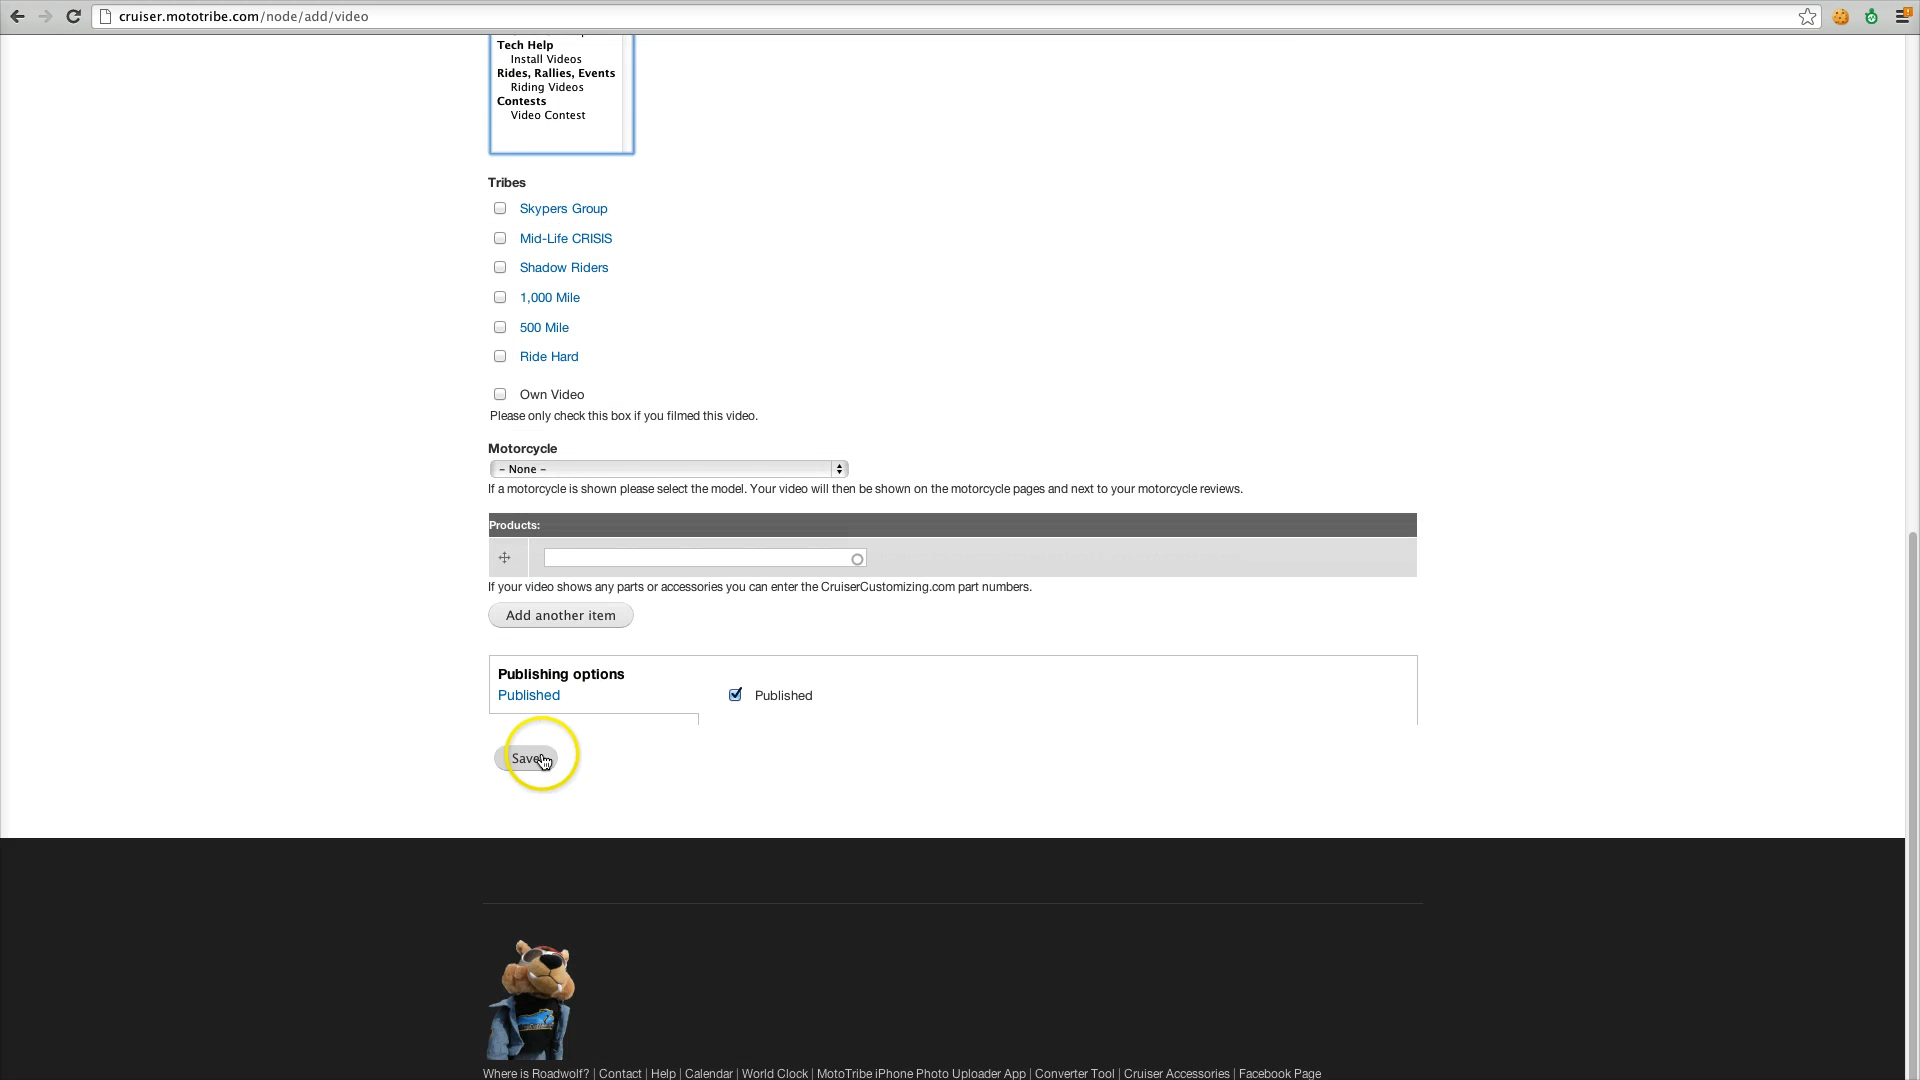 cruiser.mototribe.com/node/add/video
Tech Help
Install Videos
Rides, Rallies, Events
Riding Videos
Contests
Video Contest
Tribes
Skypers Group
Mid-Life CRISIS
Shadow Riders
1,000 Mile
500 Mile
Ride Hard
Own Video
Please only check this box if you filmed this video.
Motorcycle
- None -
If a motorcycle is shown please select the model. Your video will then be shown on the motorcycle pages and next to your motorcycle reviews.
Products:
If your video shows any parts or accessories you can enter the CruiserCustomizing.com part numbers.
Add another item
Publishing options
Published
Published
Save
Where is Roadwolf? | Contact | Help | Calendar | World Clock | MotoTribe iPhone Photo Uploader App | Converter Tool | Cruiser Accessories | Facebook Page